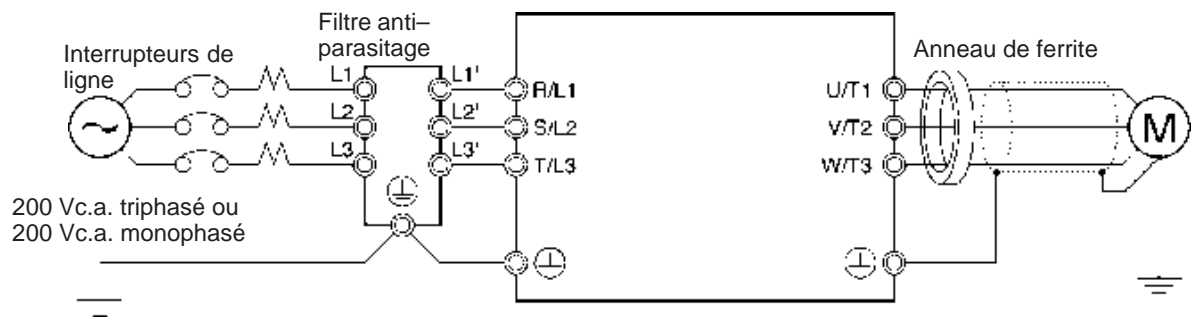 Filtre anti–
parasitage
Interrupteurs de
ligne
Anneau de ferrite
L1 L1' R/L1 U/T1
L2 L2' S/L2 V/T2
L3 L3' T/L3 W/T3
M
200 Vc.a. triphasé ou
200 Vc.a. monophasé